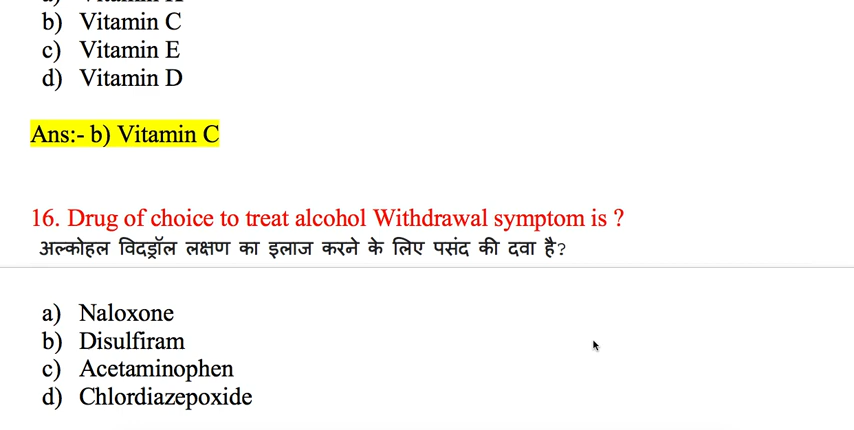 b) Vitamin C
c) Vitamin E
d) Vitamin D
Ans:- b) Vitamin C
16. Drug of choice to treat alcohol Withdrawal symptom is ?
अल्कोहल विदड्रॉल लक्षण का इलाज करने के लिए पसंद की दवा है?
a) Naloxone
b) Disulfiram
c) Acetaminophen
d) Chlordiazepoxide